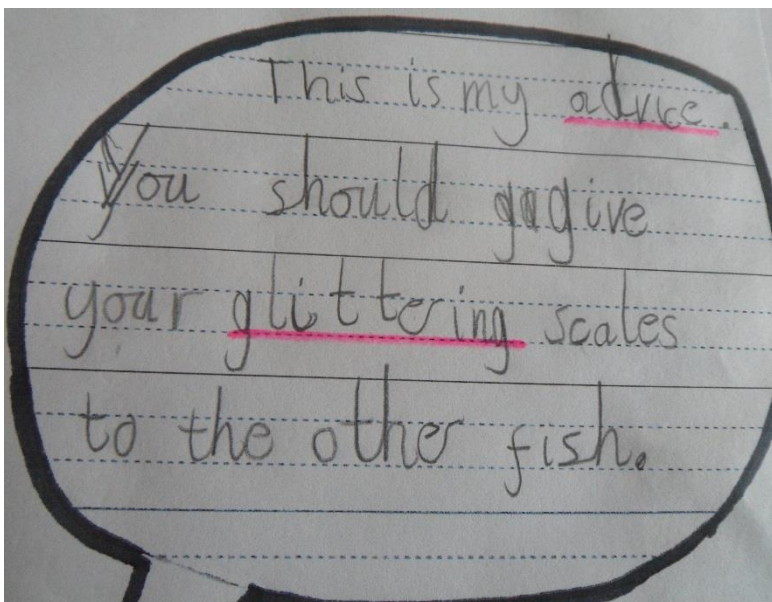 This is my advice.
You should give
your glittering scales
to the other fish.